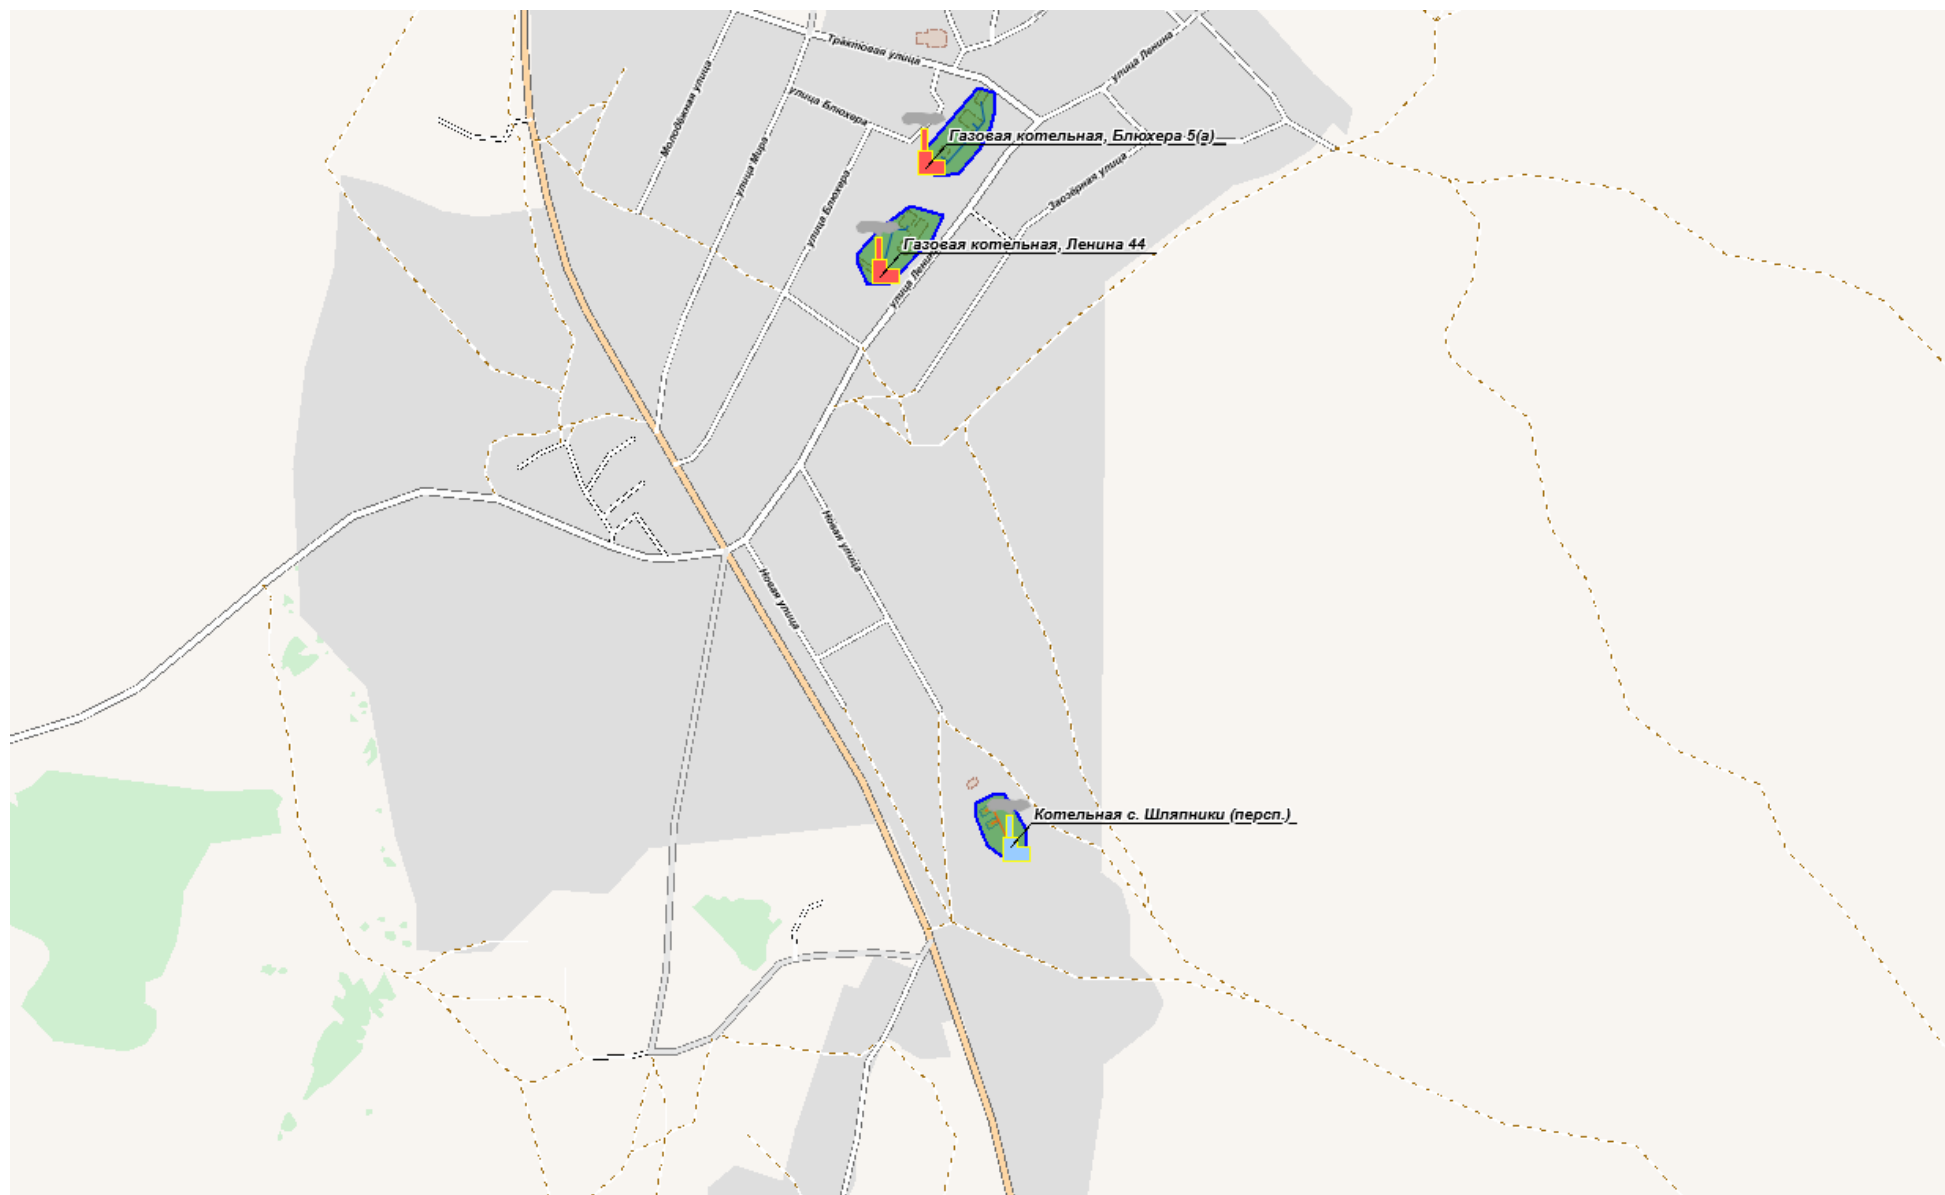 Трактовая улица
улица Ленина
Молодёжная улица
улица Блюхера
Газовая котельная, Блюхера 5(а)
улица Мира
Заозёрная улица
улица Блюхера
Газовая котельная, Ленина 44
улица Ленина
Новая улица
Новая улица
Котельная с. Шляпники (персп.)